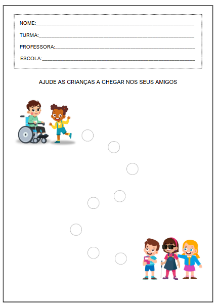 NOME:
TURMA:
PROFESSORA:
ESCOLA:
AJUDE AS CRIANÇAS A CHEGAR NOS SEUS AMIGOS